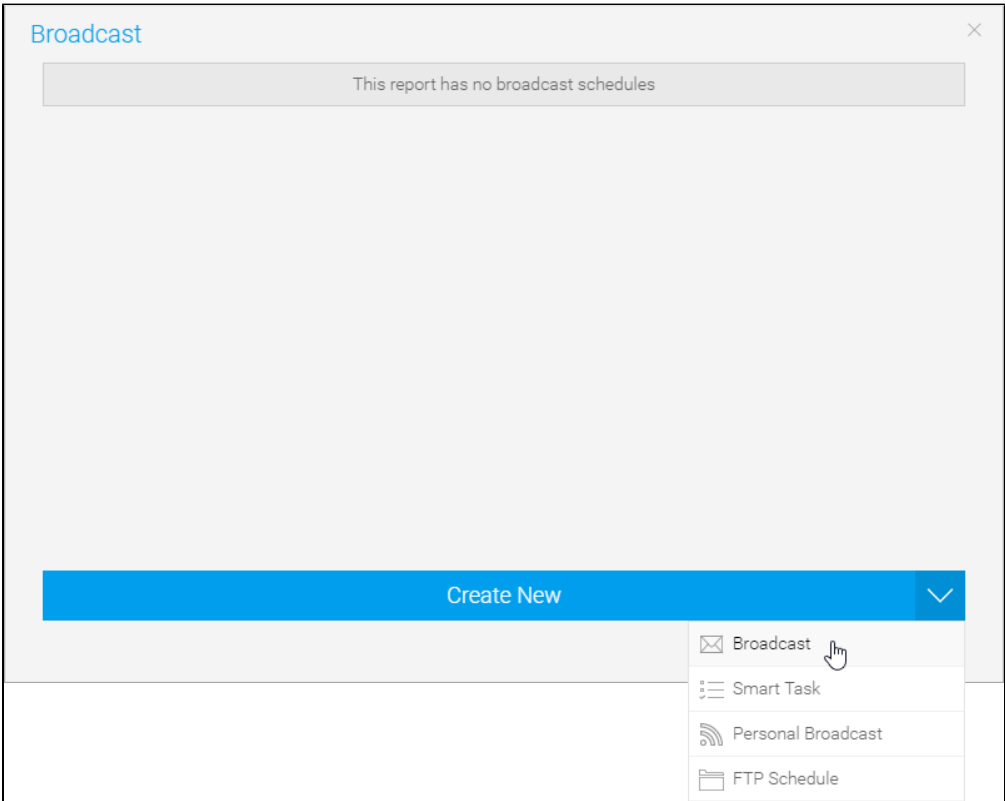 Broadcast
This report has no broadcast schedules
Create New
Broadcast
Smart Task
Personal Broadcast
FTP Schedule